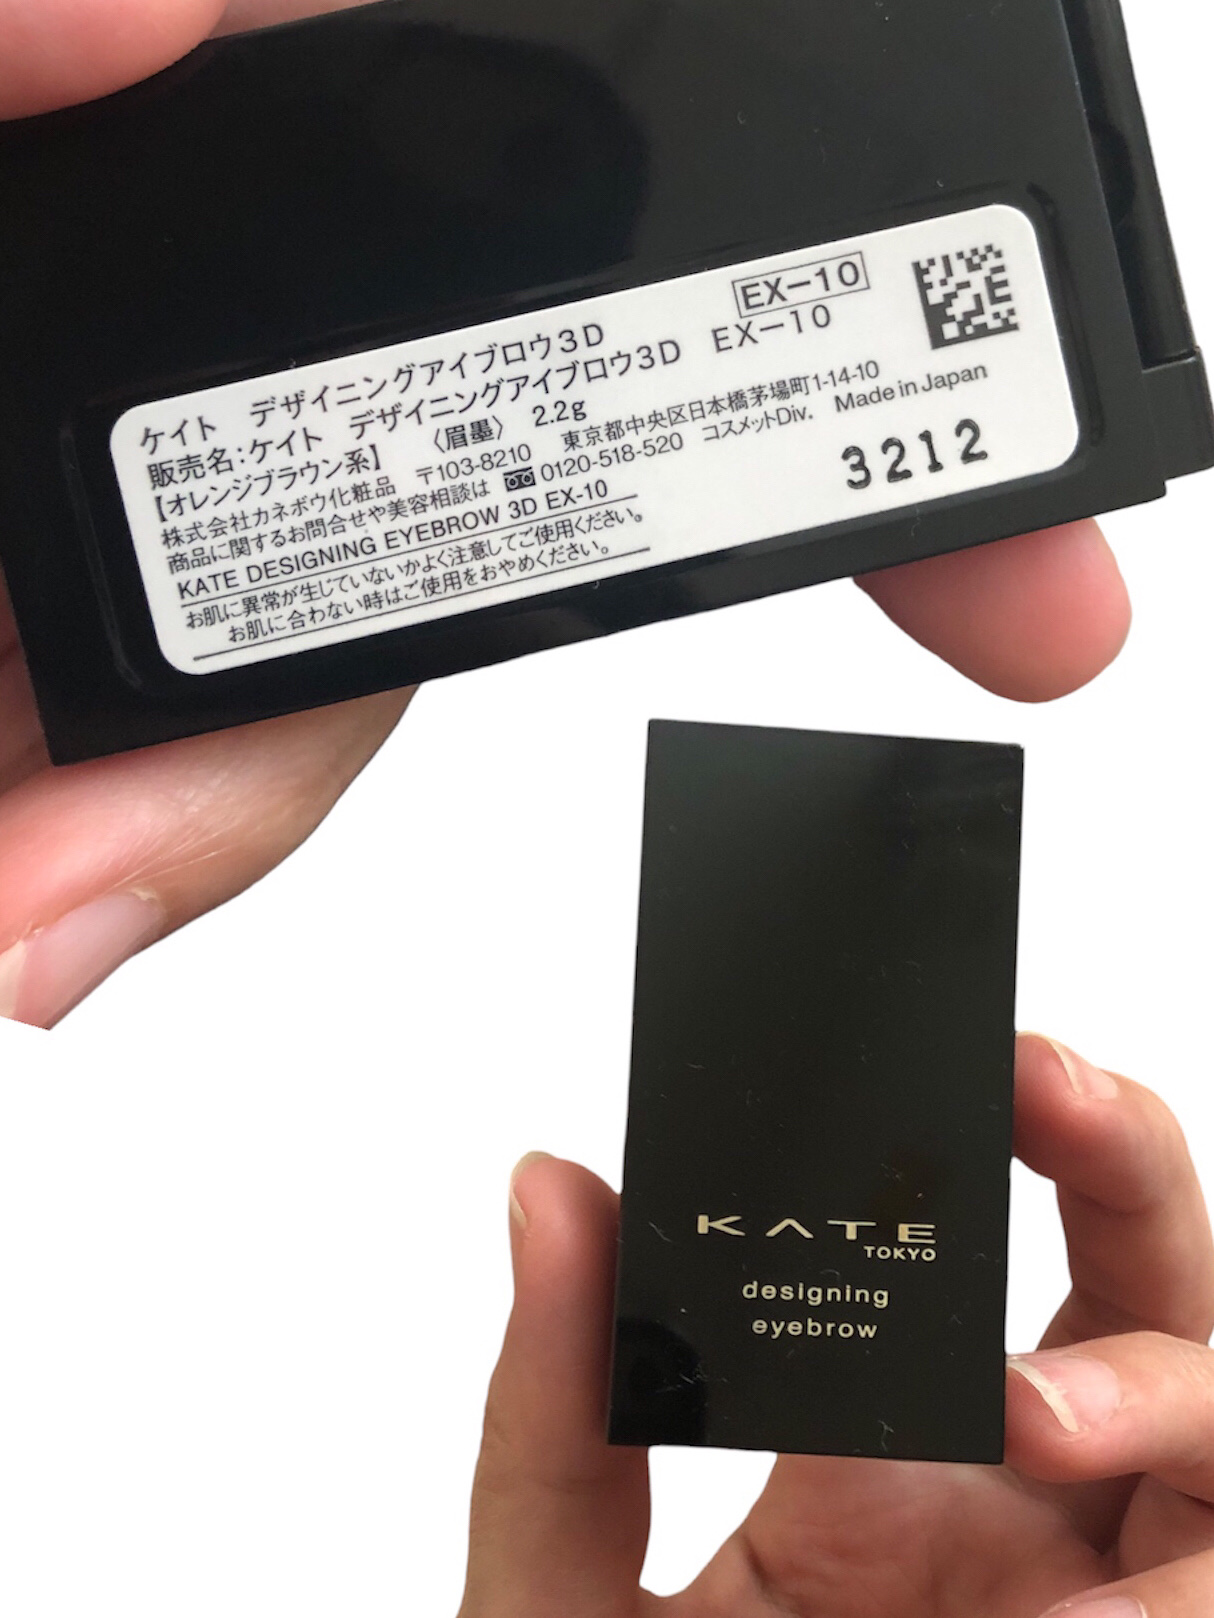 EX-10
ケイト デザイニングアイブロウ3D
販売名:ケイト デザイニングアイブロウ3D EX-10
【オレンジブラウン系】 〈眉墨〉 2.2g
株式会社カネボウ化粧品 〒103-8210 東京都中央区日本橋茅場町1-14-10
商品に関するお問合せや美容相談は 0120-518-520 コスメットDiv. Made in Japan
KATE DESIGNING EYEBROW 3D EX-10
お肌に異常が生じていないかよく注意してご使用ください。
お肌に合わない時はご使用をおやめください。
3212
KATE
TOKYO
designing
eyebrow